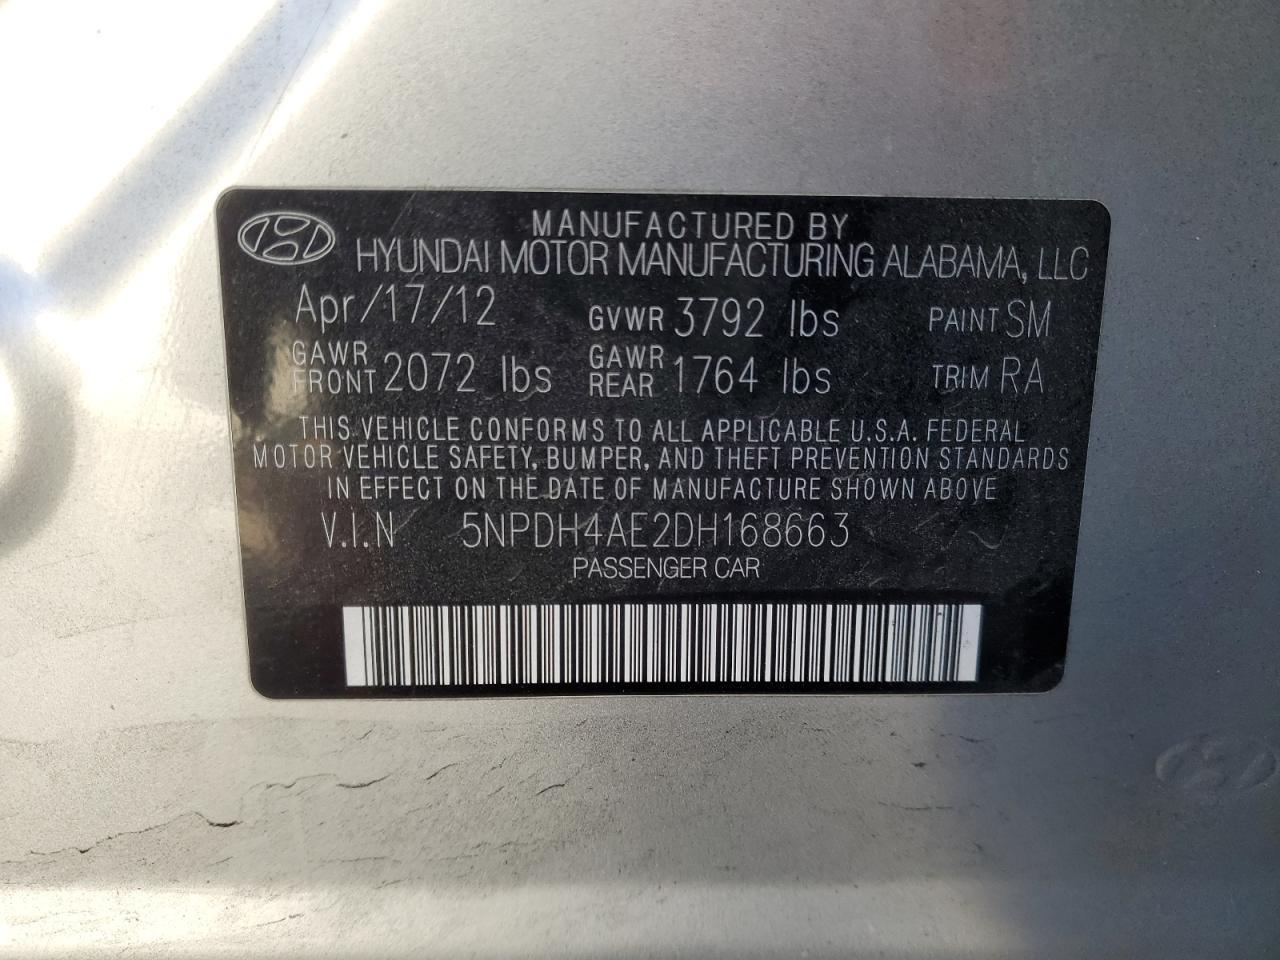 MANUFACTURED BY
HYUNDAI MOTOR MANUFACTURING ALABAMA, LLC
Apr/17/12 GVWR 3792 lbs PAINT SM
GAWR FRONT 2072 lbs GAWR REAR 1764 lbs TRIM RA
THIS VEHICLE CONFORMS TO ALL APPLICABLE U.S.A. FEDERAL
MOTOR VEHICLE SAFETY, BUMPER, AND THEFT PREVENTION STANDARDS
IN EFFECT ON THE DATE OF MANUFACTURE SHOWN ABOVE
V.I.N 5NPDH4AE2DH168663
PASSENGER CAR